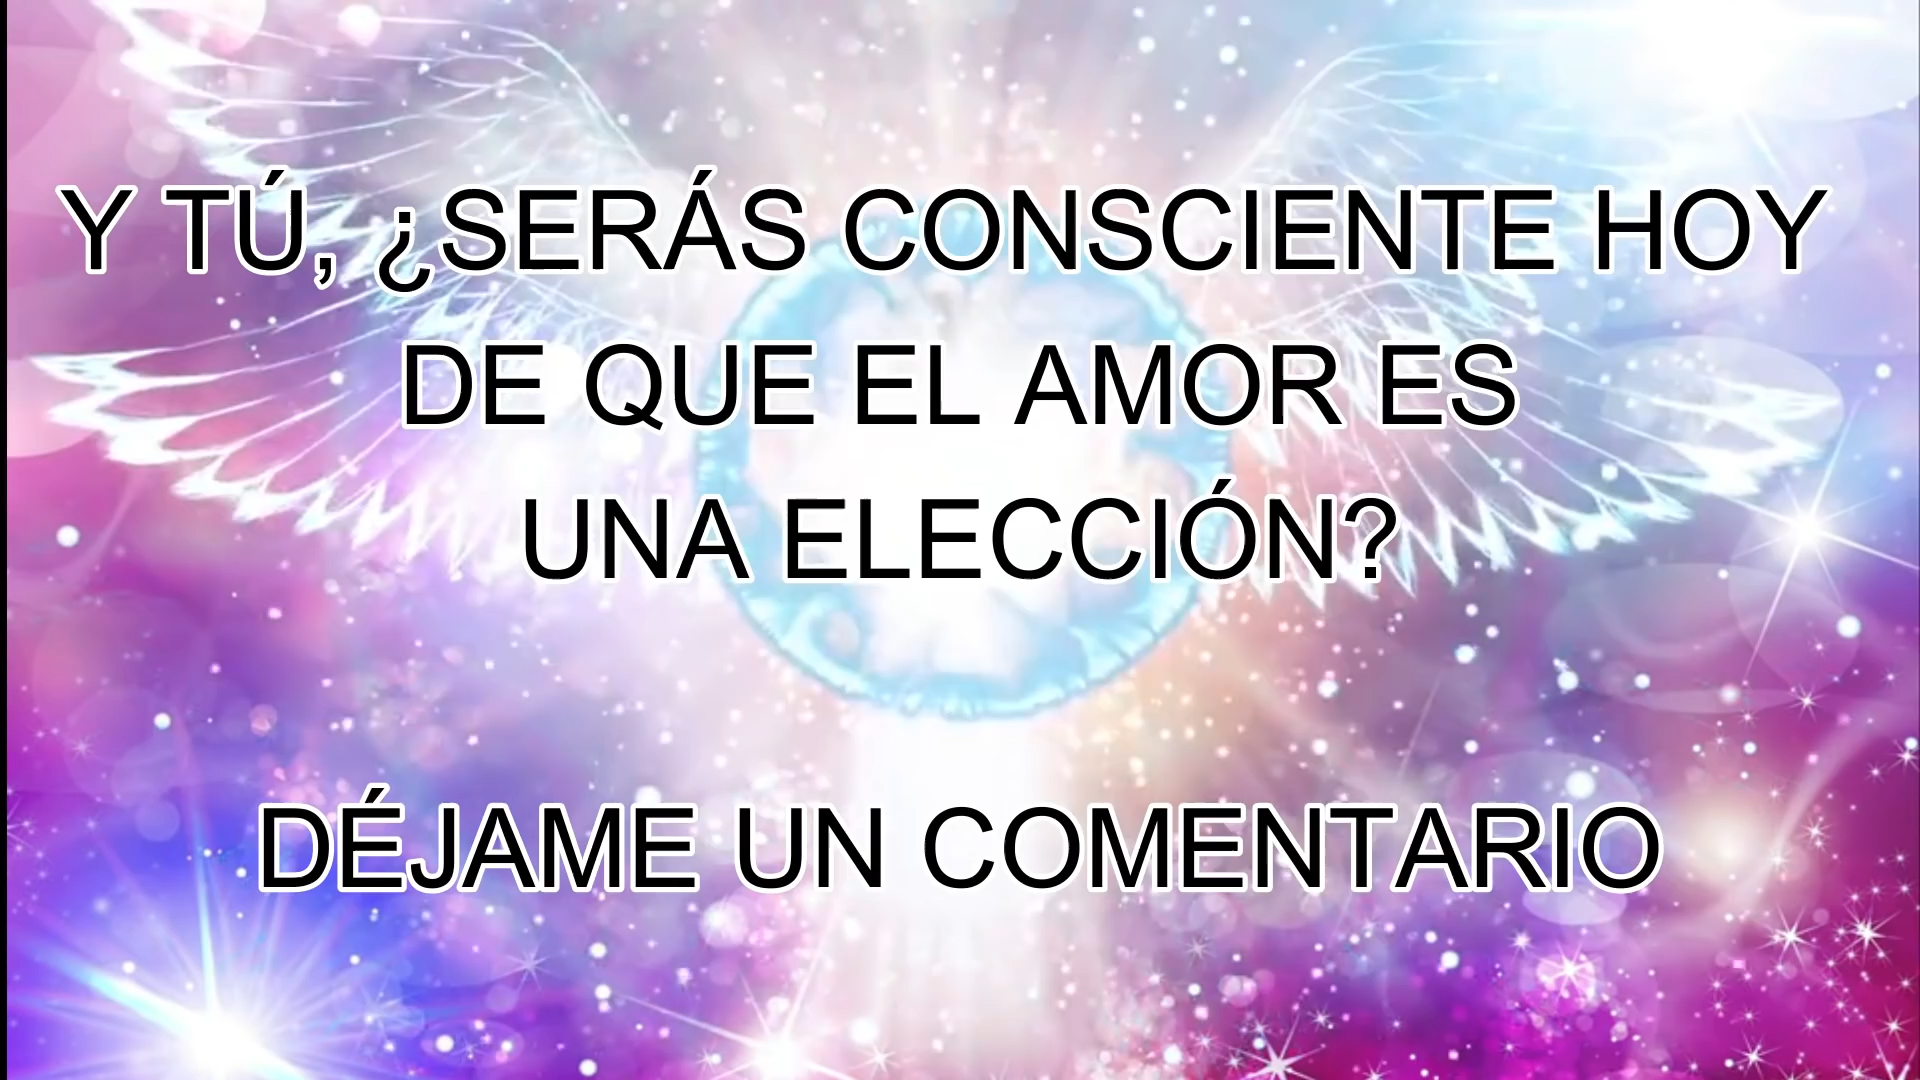 Y TÚ, ¿SERÁS CONSCIENTE HOY
DE QUE EL AMOR ES
UNA ELECCIÓN?
DÉJAME UN COMENTARIO